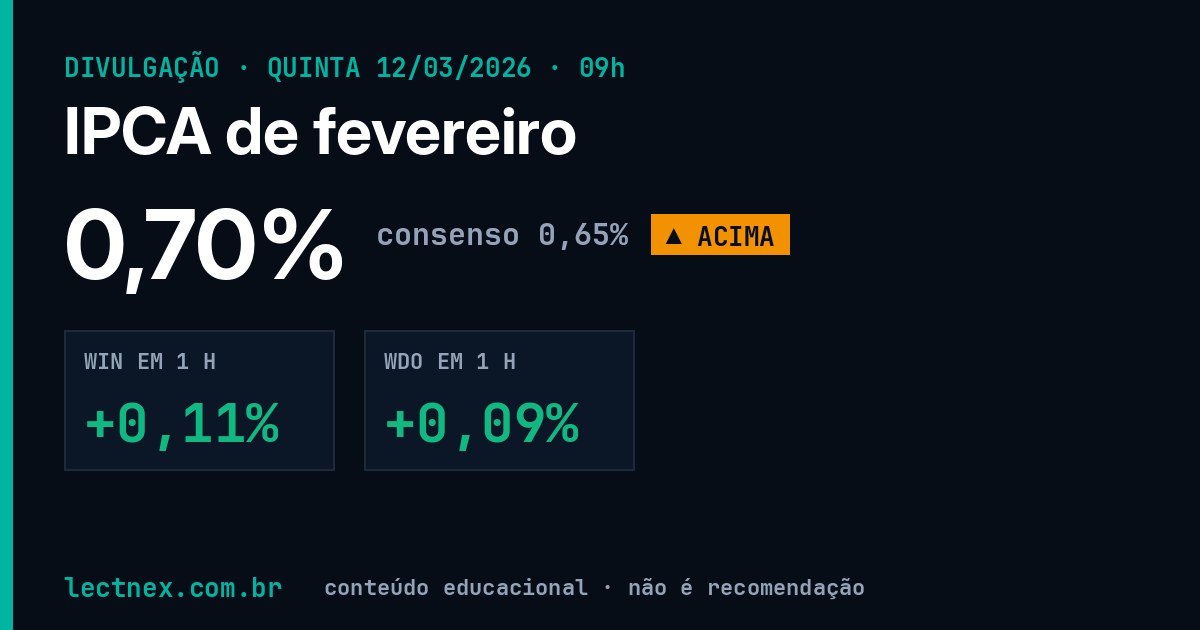 DIVULGAÇÃO · QUINTA 12/03/2026 · 09h
IPCA de fevereiro
0,70% consenso 0,65% ▲ ACIMA
WIN EM 1 H
+0,11%
WDO EM 1 H
+0,09%
lectnex.com.br conteúdo educacional · não é recomendação